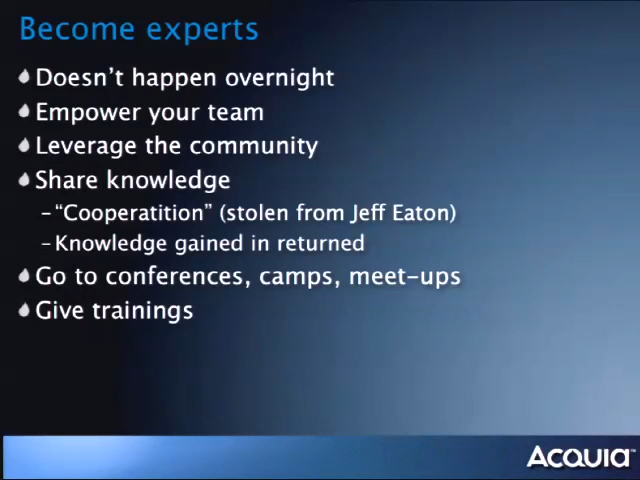 Become experts
Doesn't happen overnight
Empower your team
Leverage the community
Share knowledge
– "Cooperatition" (stolen from Jeff Eaton)
– Knowledge gained in returned
Go to conferences, camps, meet-ups
Give trainings
ACQUIA™